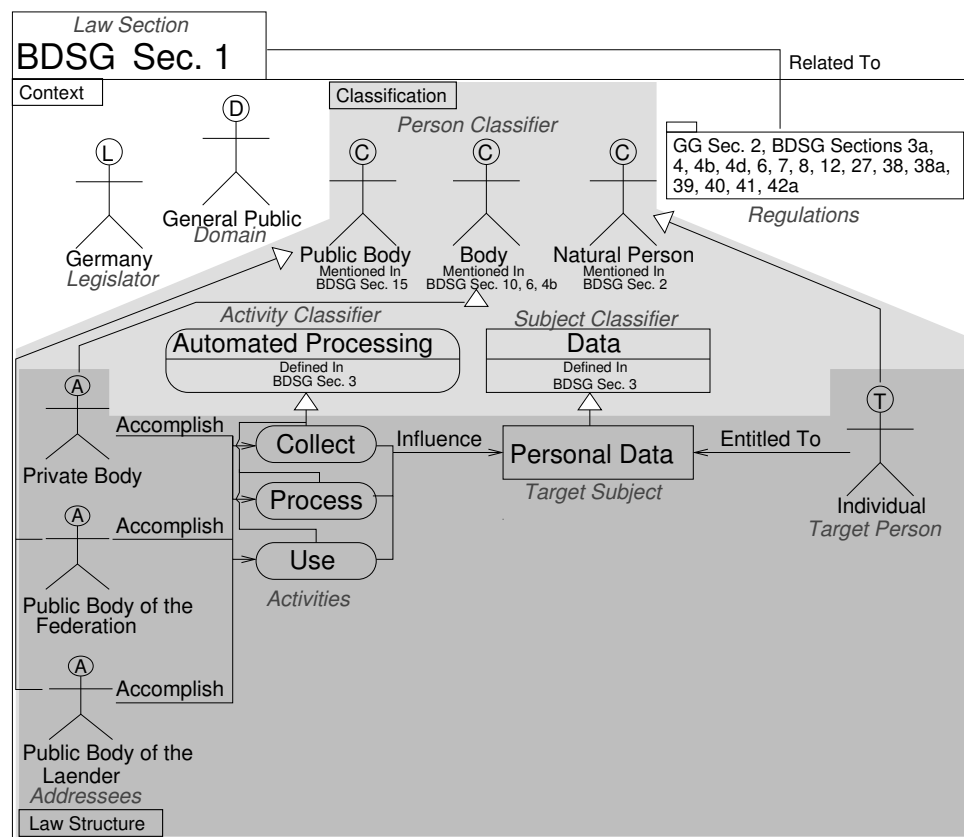 Law Section
BDSG Sec. 1
Related To
Context
Classification
Person Classifier
D
L
C
C
C
GG Sec. 2, BDSG Sections 3a,
4, 4b, 4d, 6, 7, 8, 12, 27, 38, 38a,
39, 40, 41, 42a
Regulations
General Public
Domain
Germany
Legislator
Public Body
Mentioned In
BDSG Sec. 15
Body
Mentioned In
BDSG Sec. 10, 6, 4b
Natural Person
Mentioned In
BDSG Sec. 2
Activity Classifier
Automated Processing
Defined In
BDSG Sec. 3
Subject Classifier
Data
Defined In
BDSG Sec. 3
A
Private Body
Accomplish
Collect
Influence
Personal Data
Target Subject
Entitled To
T
Individual
Target Person
Process
A
Accomplish
Public Body of the
Federation
Use
Activities
A
Accomplish
Public Body of the
Laender
Addressees
Law Structure